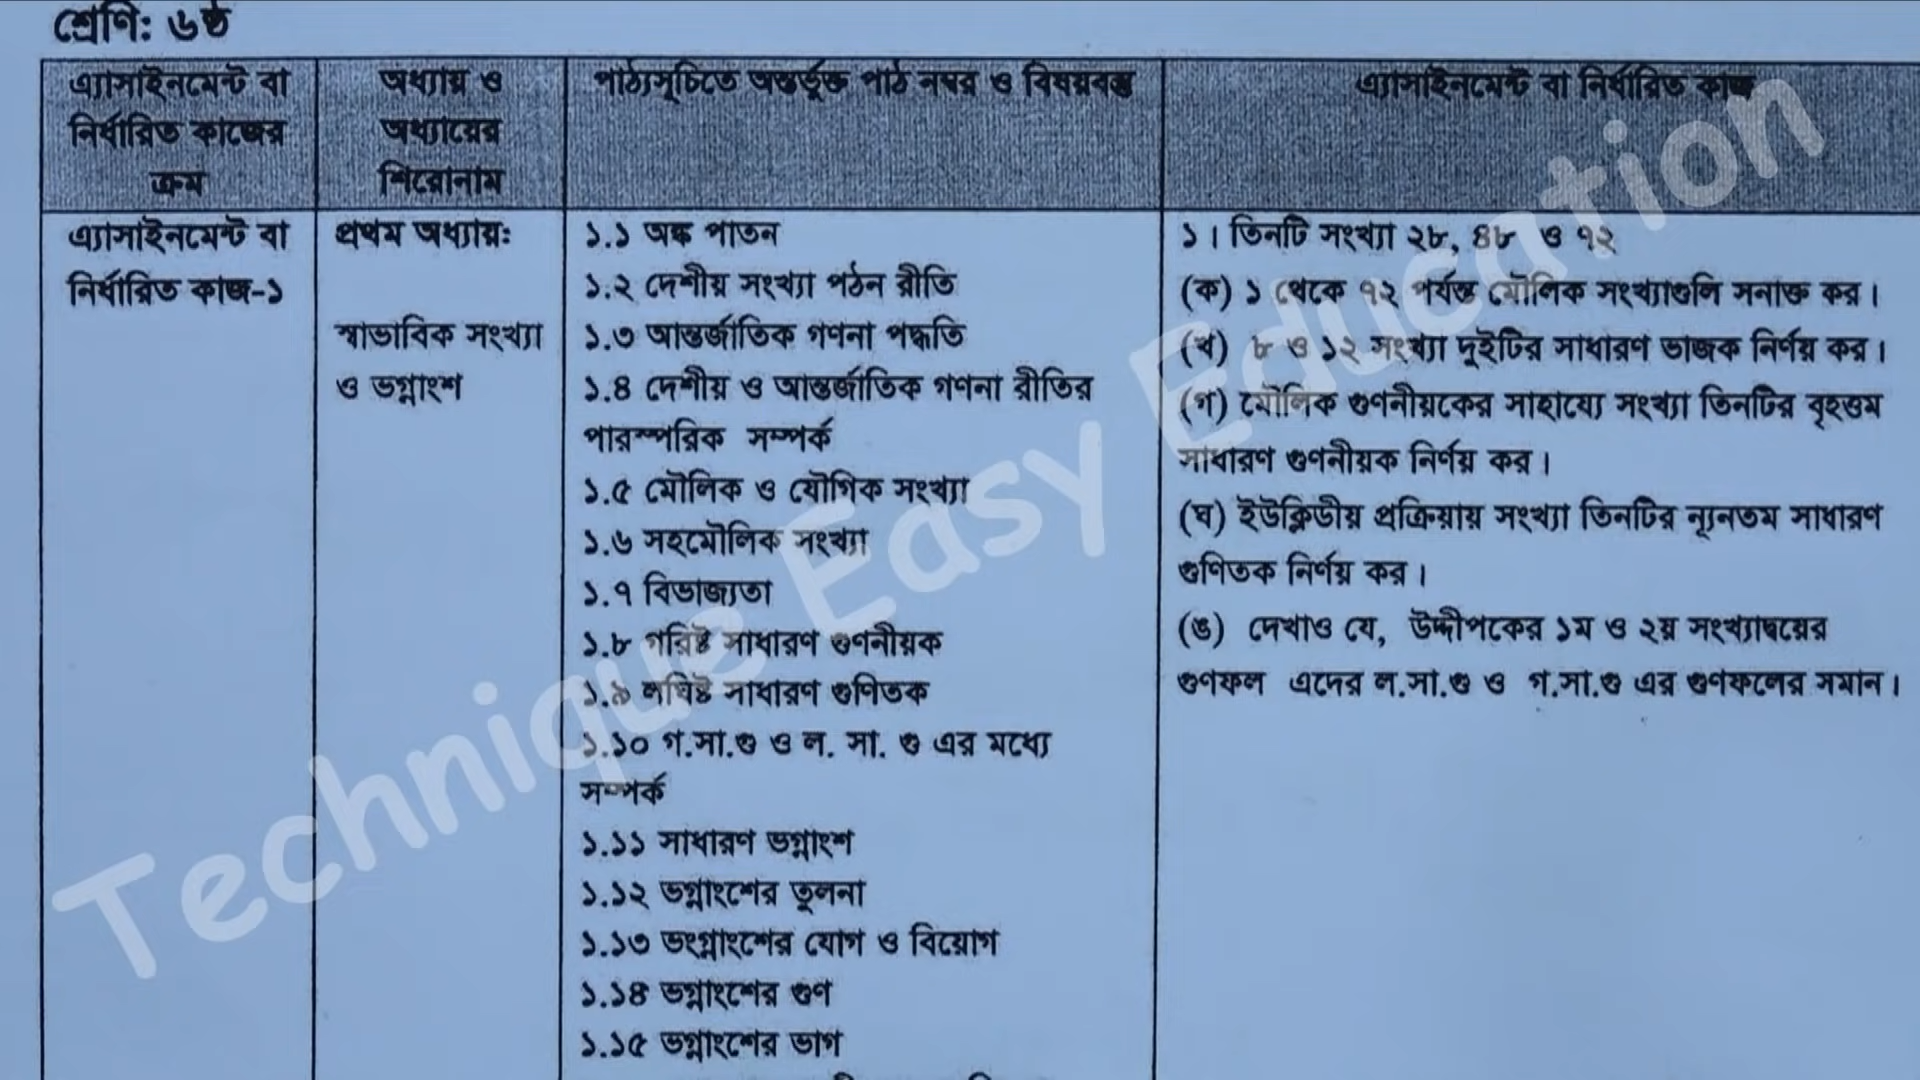 শ্রেণি: ৬ষ্ঠ
এ্যাসাইনমেন্ট বা
নির্ধারিত কাজের
ক্রম
অধ্যায় ও
অধ্যায়ের
শিরোনাম
পাঠ্যসূচিতে অন্তর্ভুক্ত পাঠ নম্বর ও বিষয়বস্তু
এ্যাসাইনমেন্ট বা নির্ধারিত কাজ
এ্যাসাইনমেন্ট বা
নির্ধারিত কাজ-১
প্রথম অধ্যায়ঃ
স্বাভাবিক সংখ্যা
ও ভগ্নাংশ
১.১ অঙ্ক পাতন
১.২ দেশীয় সংখ্যা পঠন রীতি
১.৩ আন্তর্জাতিক গণনা পদ্ধতি
১.৪ দেশীয় ও আন্তর্জাতিক গণনা রীতির
পারস্পরিক সম্পর্ক
১.৫ মৌলিক ও যৌগিক সংখ্যা
১.৬ সহমৌলিক সংখ্যা
১.৭ বিভাজ্যতা
১.৮ গরিষ্ট সাধারণ গুণনীয়ক
১.৯ লঘিষ্ট সাধারণ গুণিতক
১.১০ গ.সা.গু ও ল. সা. গু এর মধ্যে
সম্পর্ক
১.১১ সাধারণ ভগ্নাংশ
১.১২ ভগ্নাংশের তুলনা
১.১৩ ভংগ্নাংশের যোগ ও বিয়োগ
১.১৪ ভগ্নাংশের গুণ
১.১৫ ভগ্নাংশের ভাগ
১। তিনটি সংখ্যা ২৮, ৪৮ ও ৭২
(ক) ১ থেকে ৭২ পর্যন্ত মৌলিক সংখ্যাগুলি সনাক্ত কর।
(খ) ৮ ও ১২ সংখ্যা দুইটির সাধারণ ভাজক নির্ণয় কর।
(গ) মৌলিক গুণনীয়কের সাহায্যে সংখ্যা তিনটির বৃহত্তম
সাধারণ গুণনীয়ক নির্ণয় কর।
(ঘ) ইউক্লিডীয় প্রক্রিয়ায় সংখ্যা তিনটির ন্যূনতম সাধারণ
গুণিতক নির্ণয় কর।
(ঙ) দেখাও যে, উদ্দীপকের ১ম ও ২য় সংখ্যাদ্বয়ের
গুণফল এদের ল.সা.গু ও গ.সা.গু এর গুণফলের সমান।
Technique Easy Education